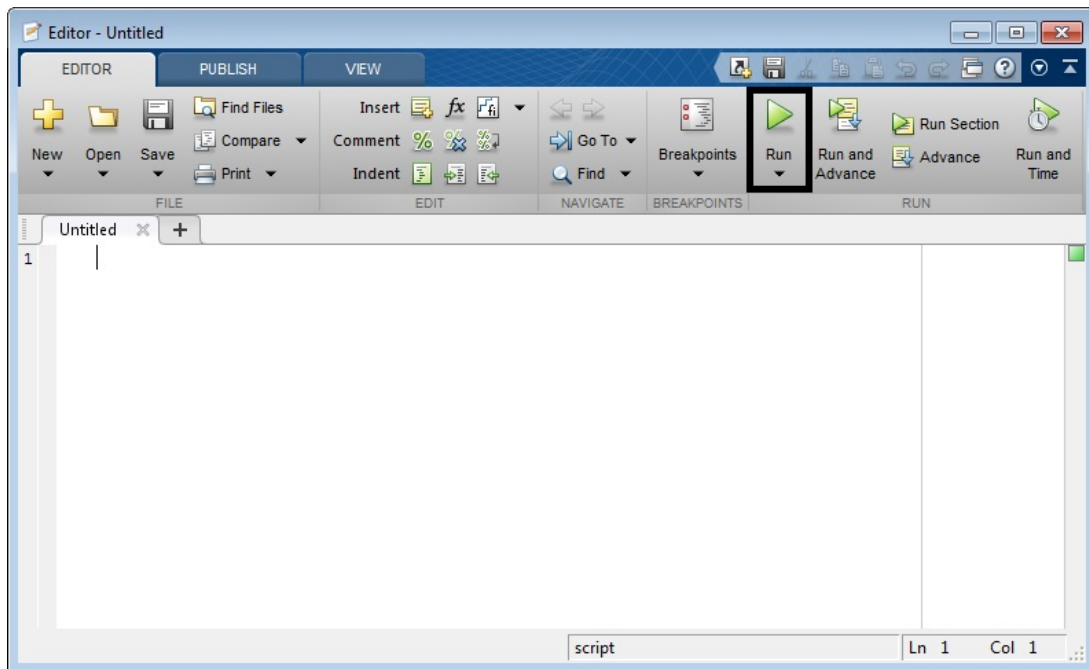 Editor - Untitled
EDITOR PUBLISH VIEW
New
Open
Save
Find Files
Compare
Print
FILE
Insert fx fi
Comment % % %
Indent
EDIT
Go To
Find
NAVIGATE
Breakpoints
BREAKPOINTS
Run
Run and
Advance
Run Section
Advance
Run and
Time
RUN
Untitled
1
script Ln 1 Col 1